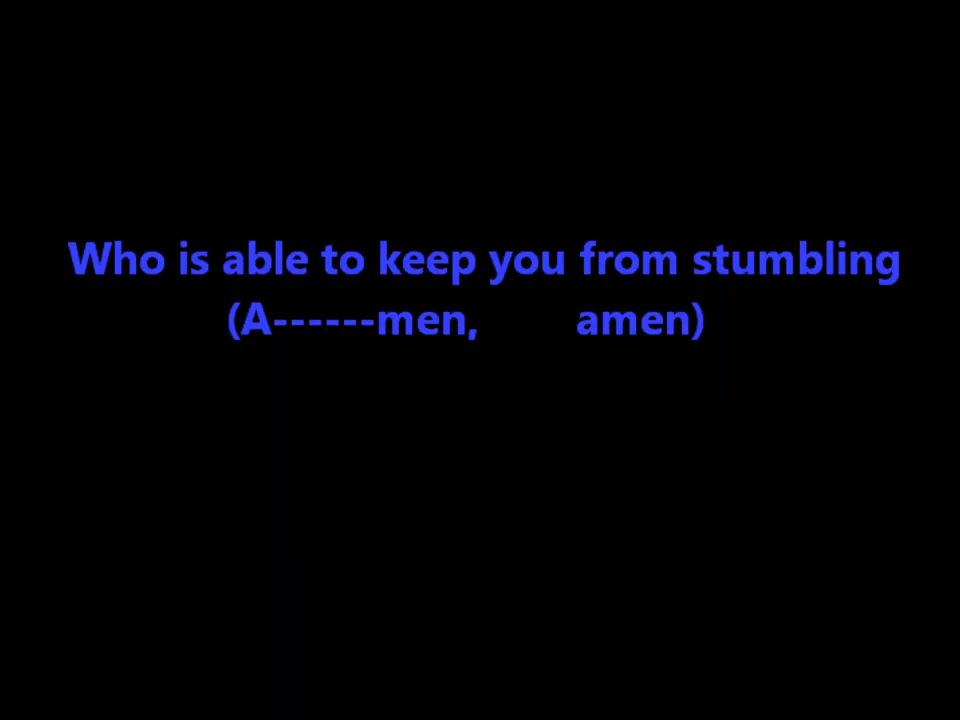 Who is able to keep you from stumbling
(A------men, amen)